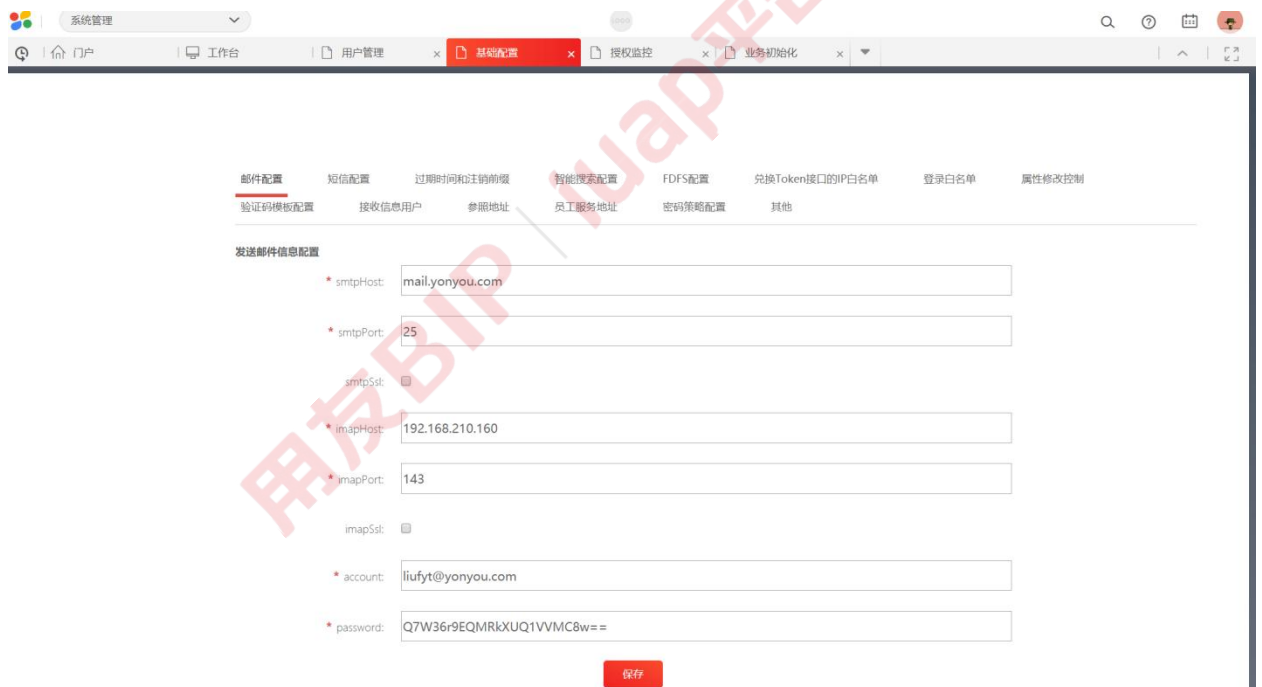 系统管理
门户 工作台 用户管理 × 基础配置 × 授权监控 × 业务初始化 ×
邮件配置 短信配置 过期时间和注销前缀 智能搜索配置 FDFS配置 兑换Token接口的IP白名单 登录白名单 属性修改控制
验证码模板配置 接收信息用户 参照地址 员工服务地址 密码策略配置 其他
发送邮件信息配置
* smtpHost: mail.yonyou.com
* smtpPort: 25
smtpSsl:
* imapHost: 192.168.210.160
* imapPort: 143
imapSsl:
* account: liufyt@yonyou.com
* password: Q7W36r9EQMRkXUQ1VVMC8w==
保存
用友BIP | iuap平